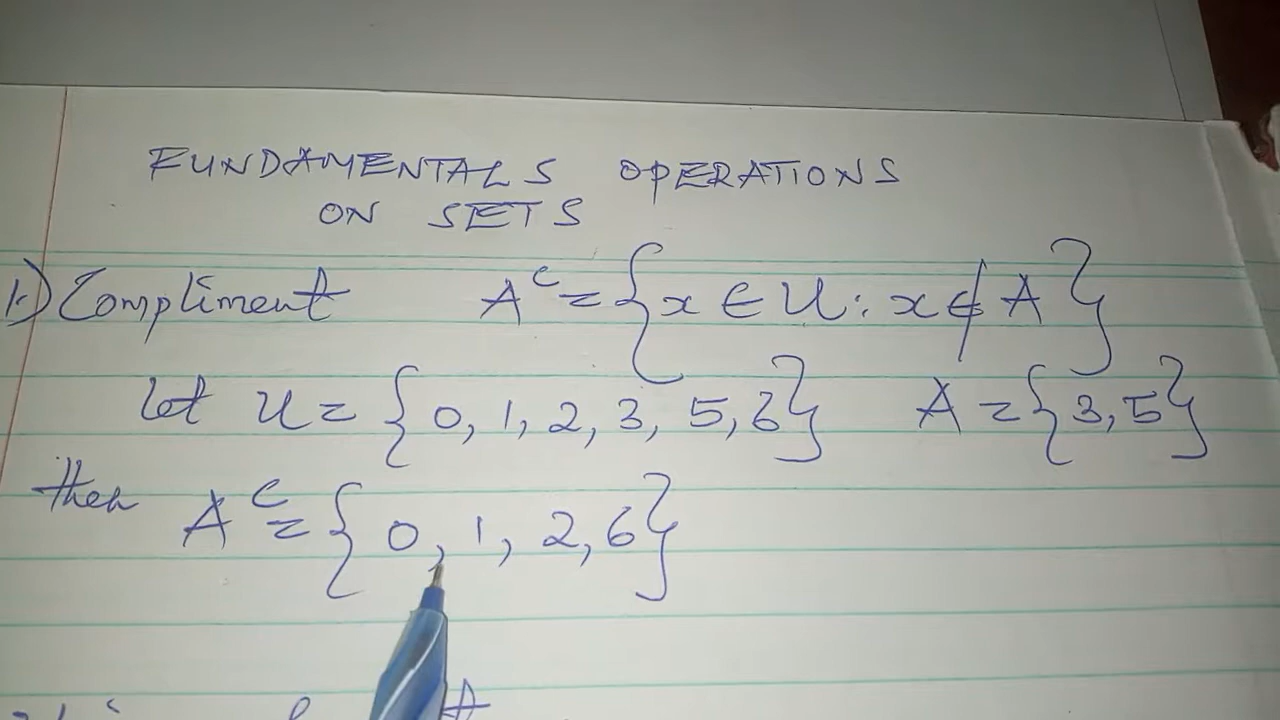 FUNDAMENTALS OPERATIONS
ON SETS
1.) Compliment A^c = {x ∈ U : x ∉ A}
let U = {0, 1, 2, 3, 5, 6} A = {3, 5}
then A^c = {0, 1, 2, 6}